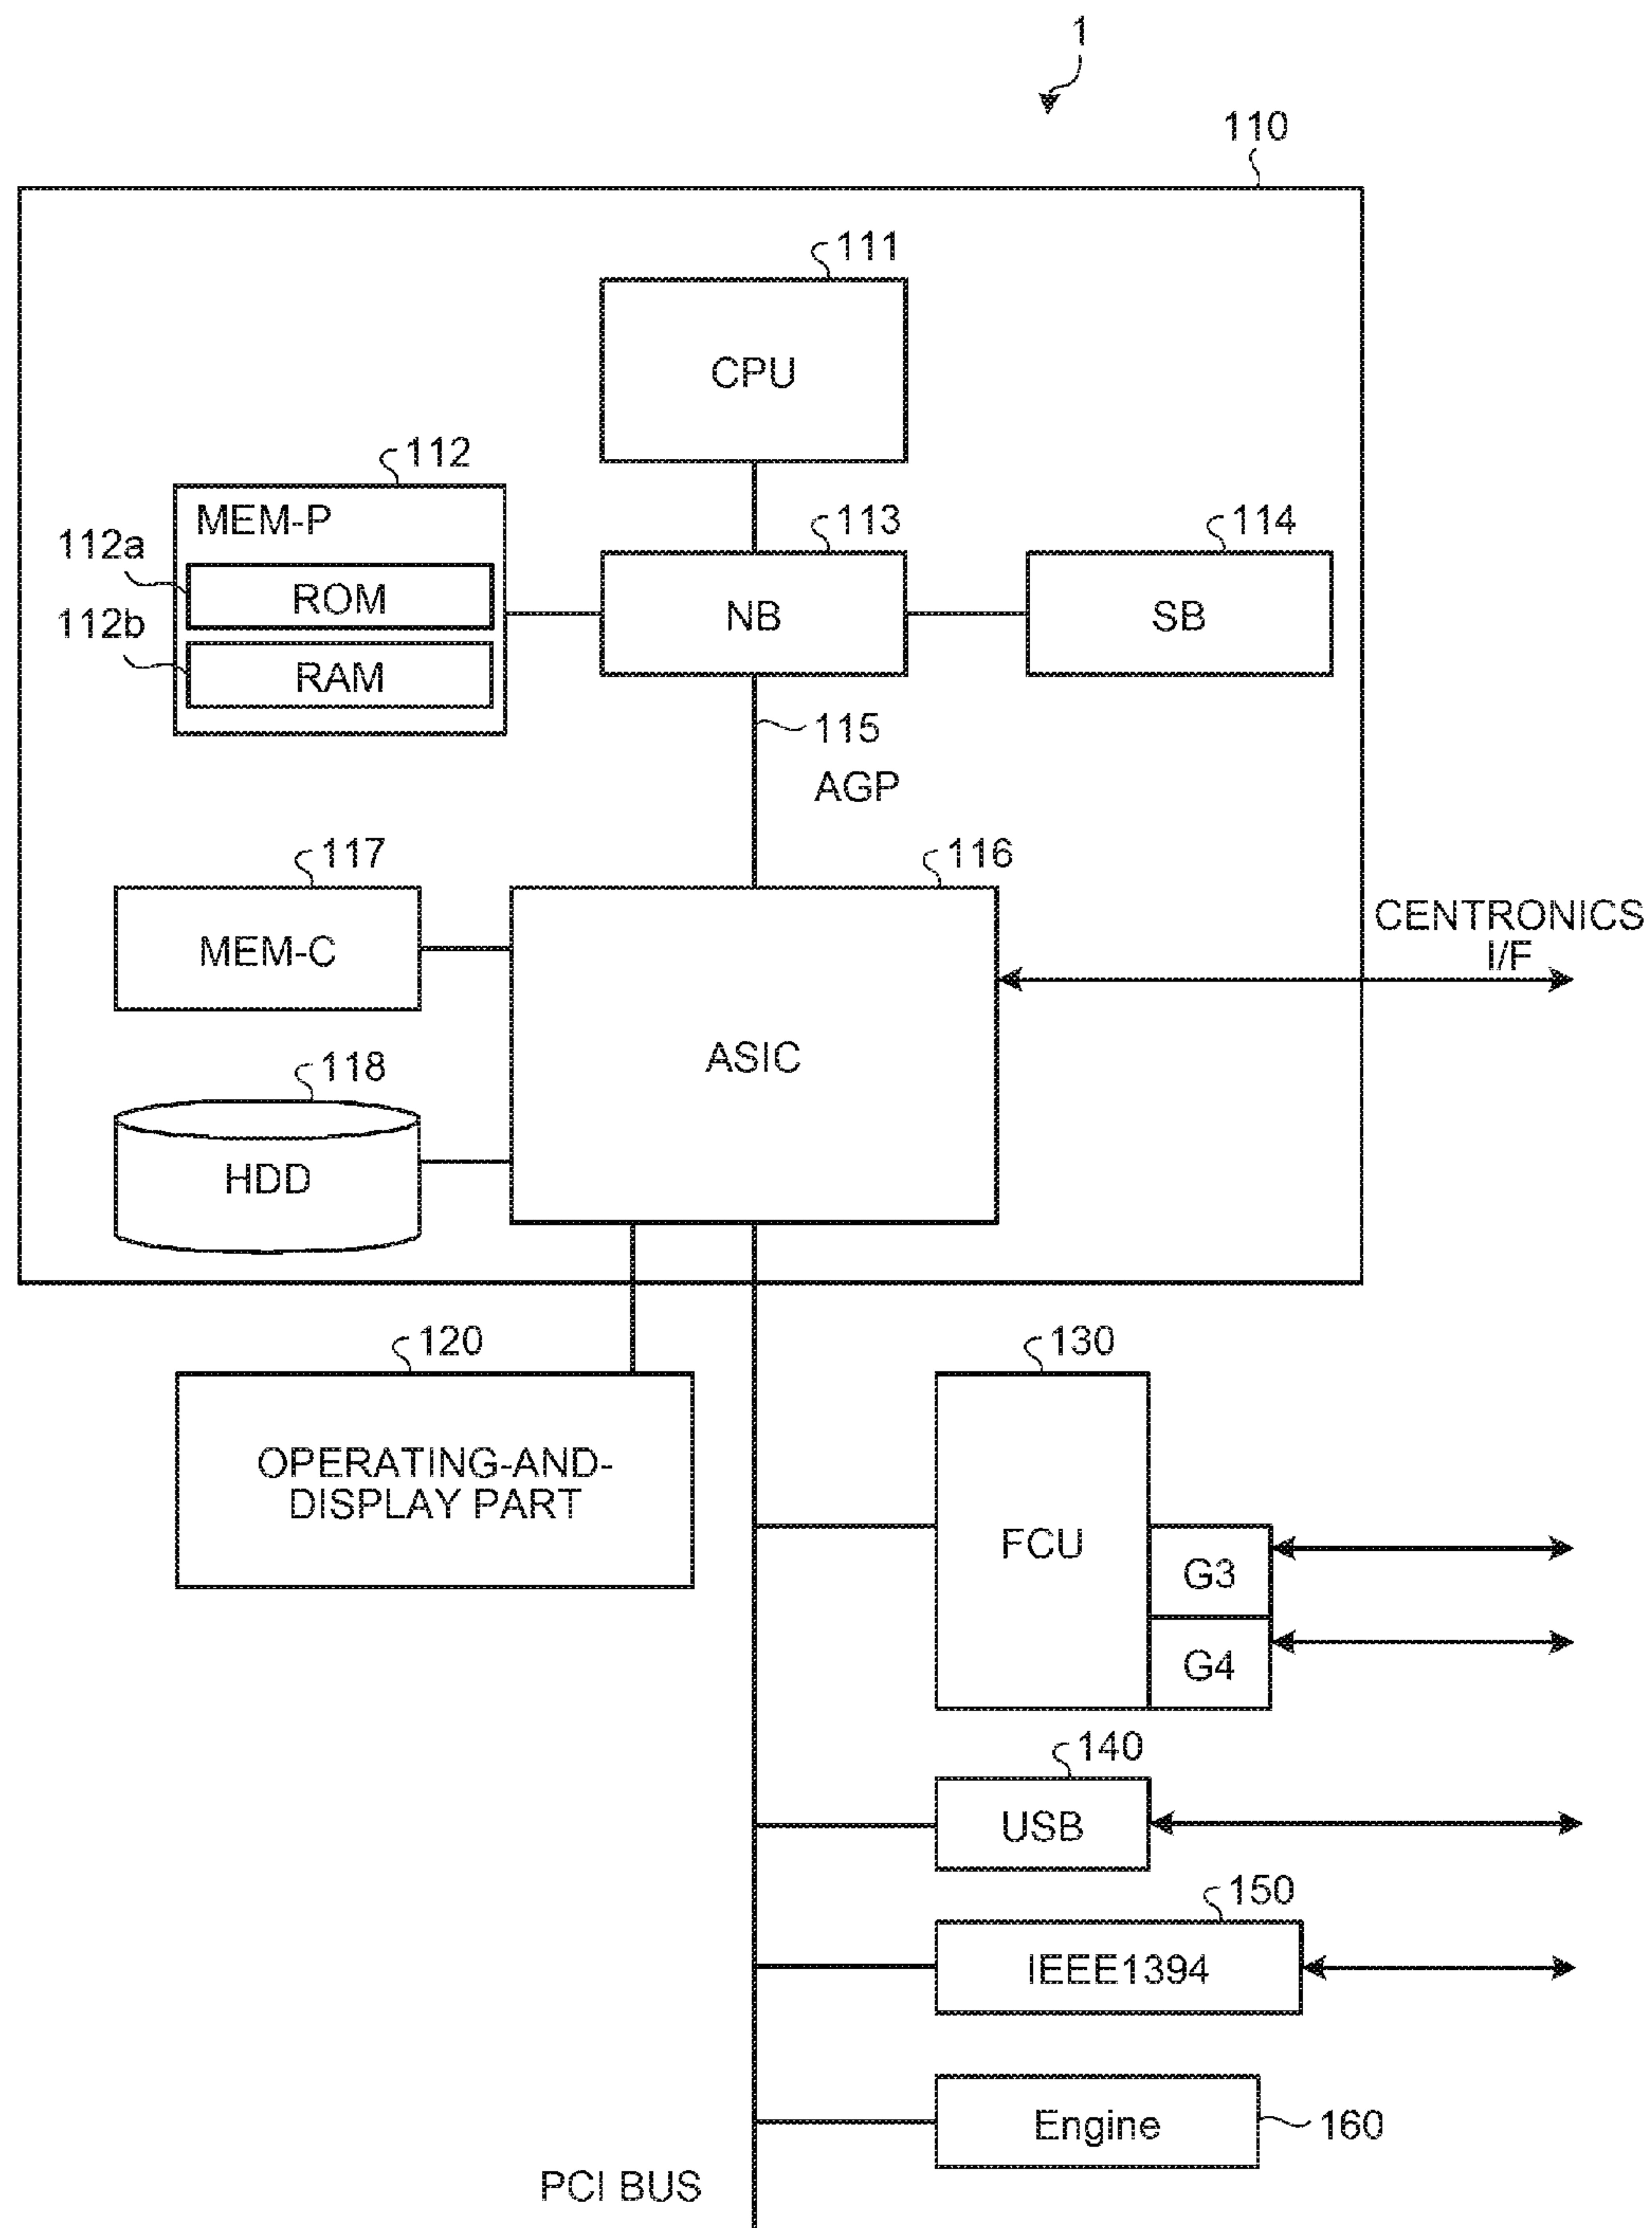 1
110
111
CPU
112
MEM-P
112a
ROM
112b
RAM
113
NB
114
SB
115
AGP
117
MEM-C
116
ASIC
CENTRONICS
I/F
118
HDD
120
OPERATING-AND-
DISPLAY PART
130
FCU
G3
G4
140
USB
150
IEEE1394
Engine
160
PCI BUS